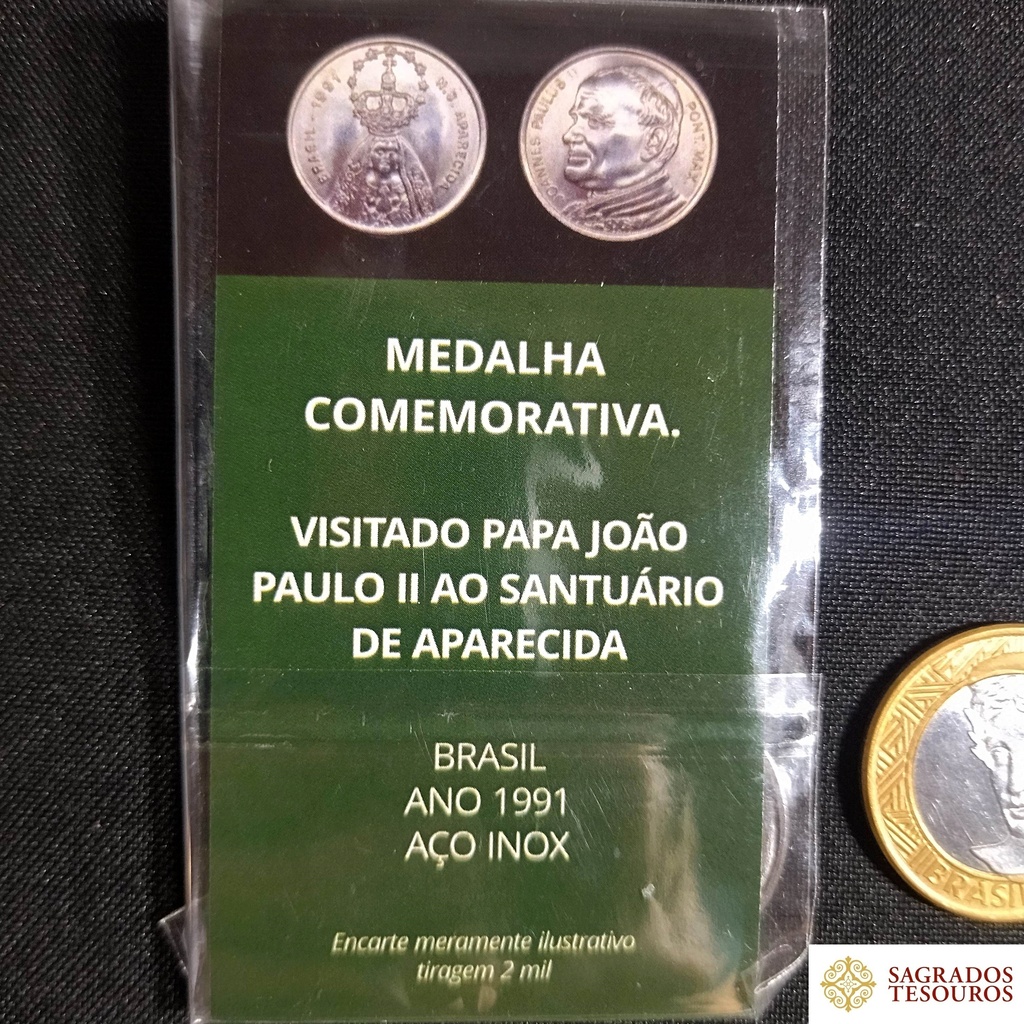 BRASIL - 1991 N. S. APARECIDA
IOANNES PAULUS II PONT. MAX
MEDALHA
COMEMORATIVA.
VISITADO PAPA JOÃO
PAULO II AO SANTUÁRIO
DE APARECIDA
BRASIL
ANO 1991
AÇO INOX
Encarte meramente ilustrativo
tiragem 2 mil
BRASIL
SAGRADOS
TESOUROS